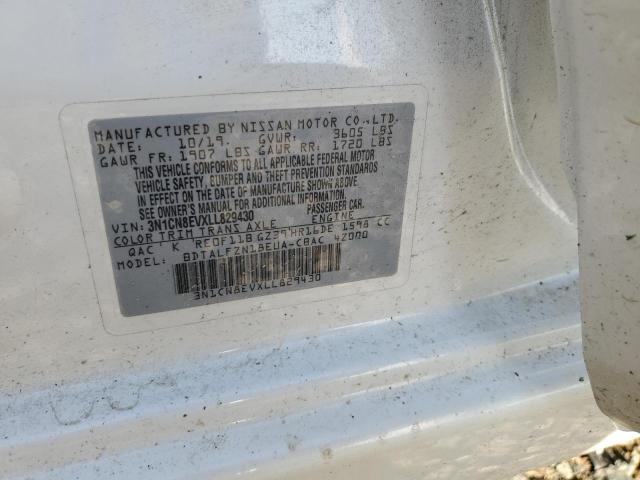 MANUFACTURED BY NISSAN MOTOR CO.,LTD.
DATE: 10/19. GVWR: 3605 LBS
GAWR FR: 1907 LBS GAWR RR: 1720 LBS
THIS VEHICLE CONFORMS TO ALL APPLICABLE FEDERAL MOTOR
VEHICLE SAFETY, BUMPER AND THEFT PREVENTION STANDARDS
IN EFFECT ON THE DATE OF MANUFACTURE SHOWN ABOVE.
SEE OWNER'S MANUAL FOR FURTHER INFORMATION.
VIN: 3N1CN8EVXLL829430 PASSENGER CAR.
COLOR TRIM TRANS AXLE ENGINE
QAC K RE0F11B GZ39 HR16DE 1598 CC
BDTALFZN18EUA-CBAC 42000
3N1CN8EVXLL829430